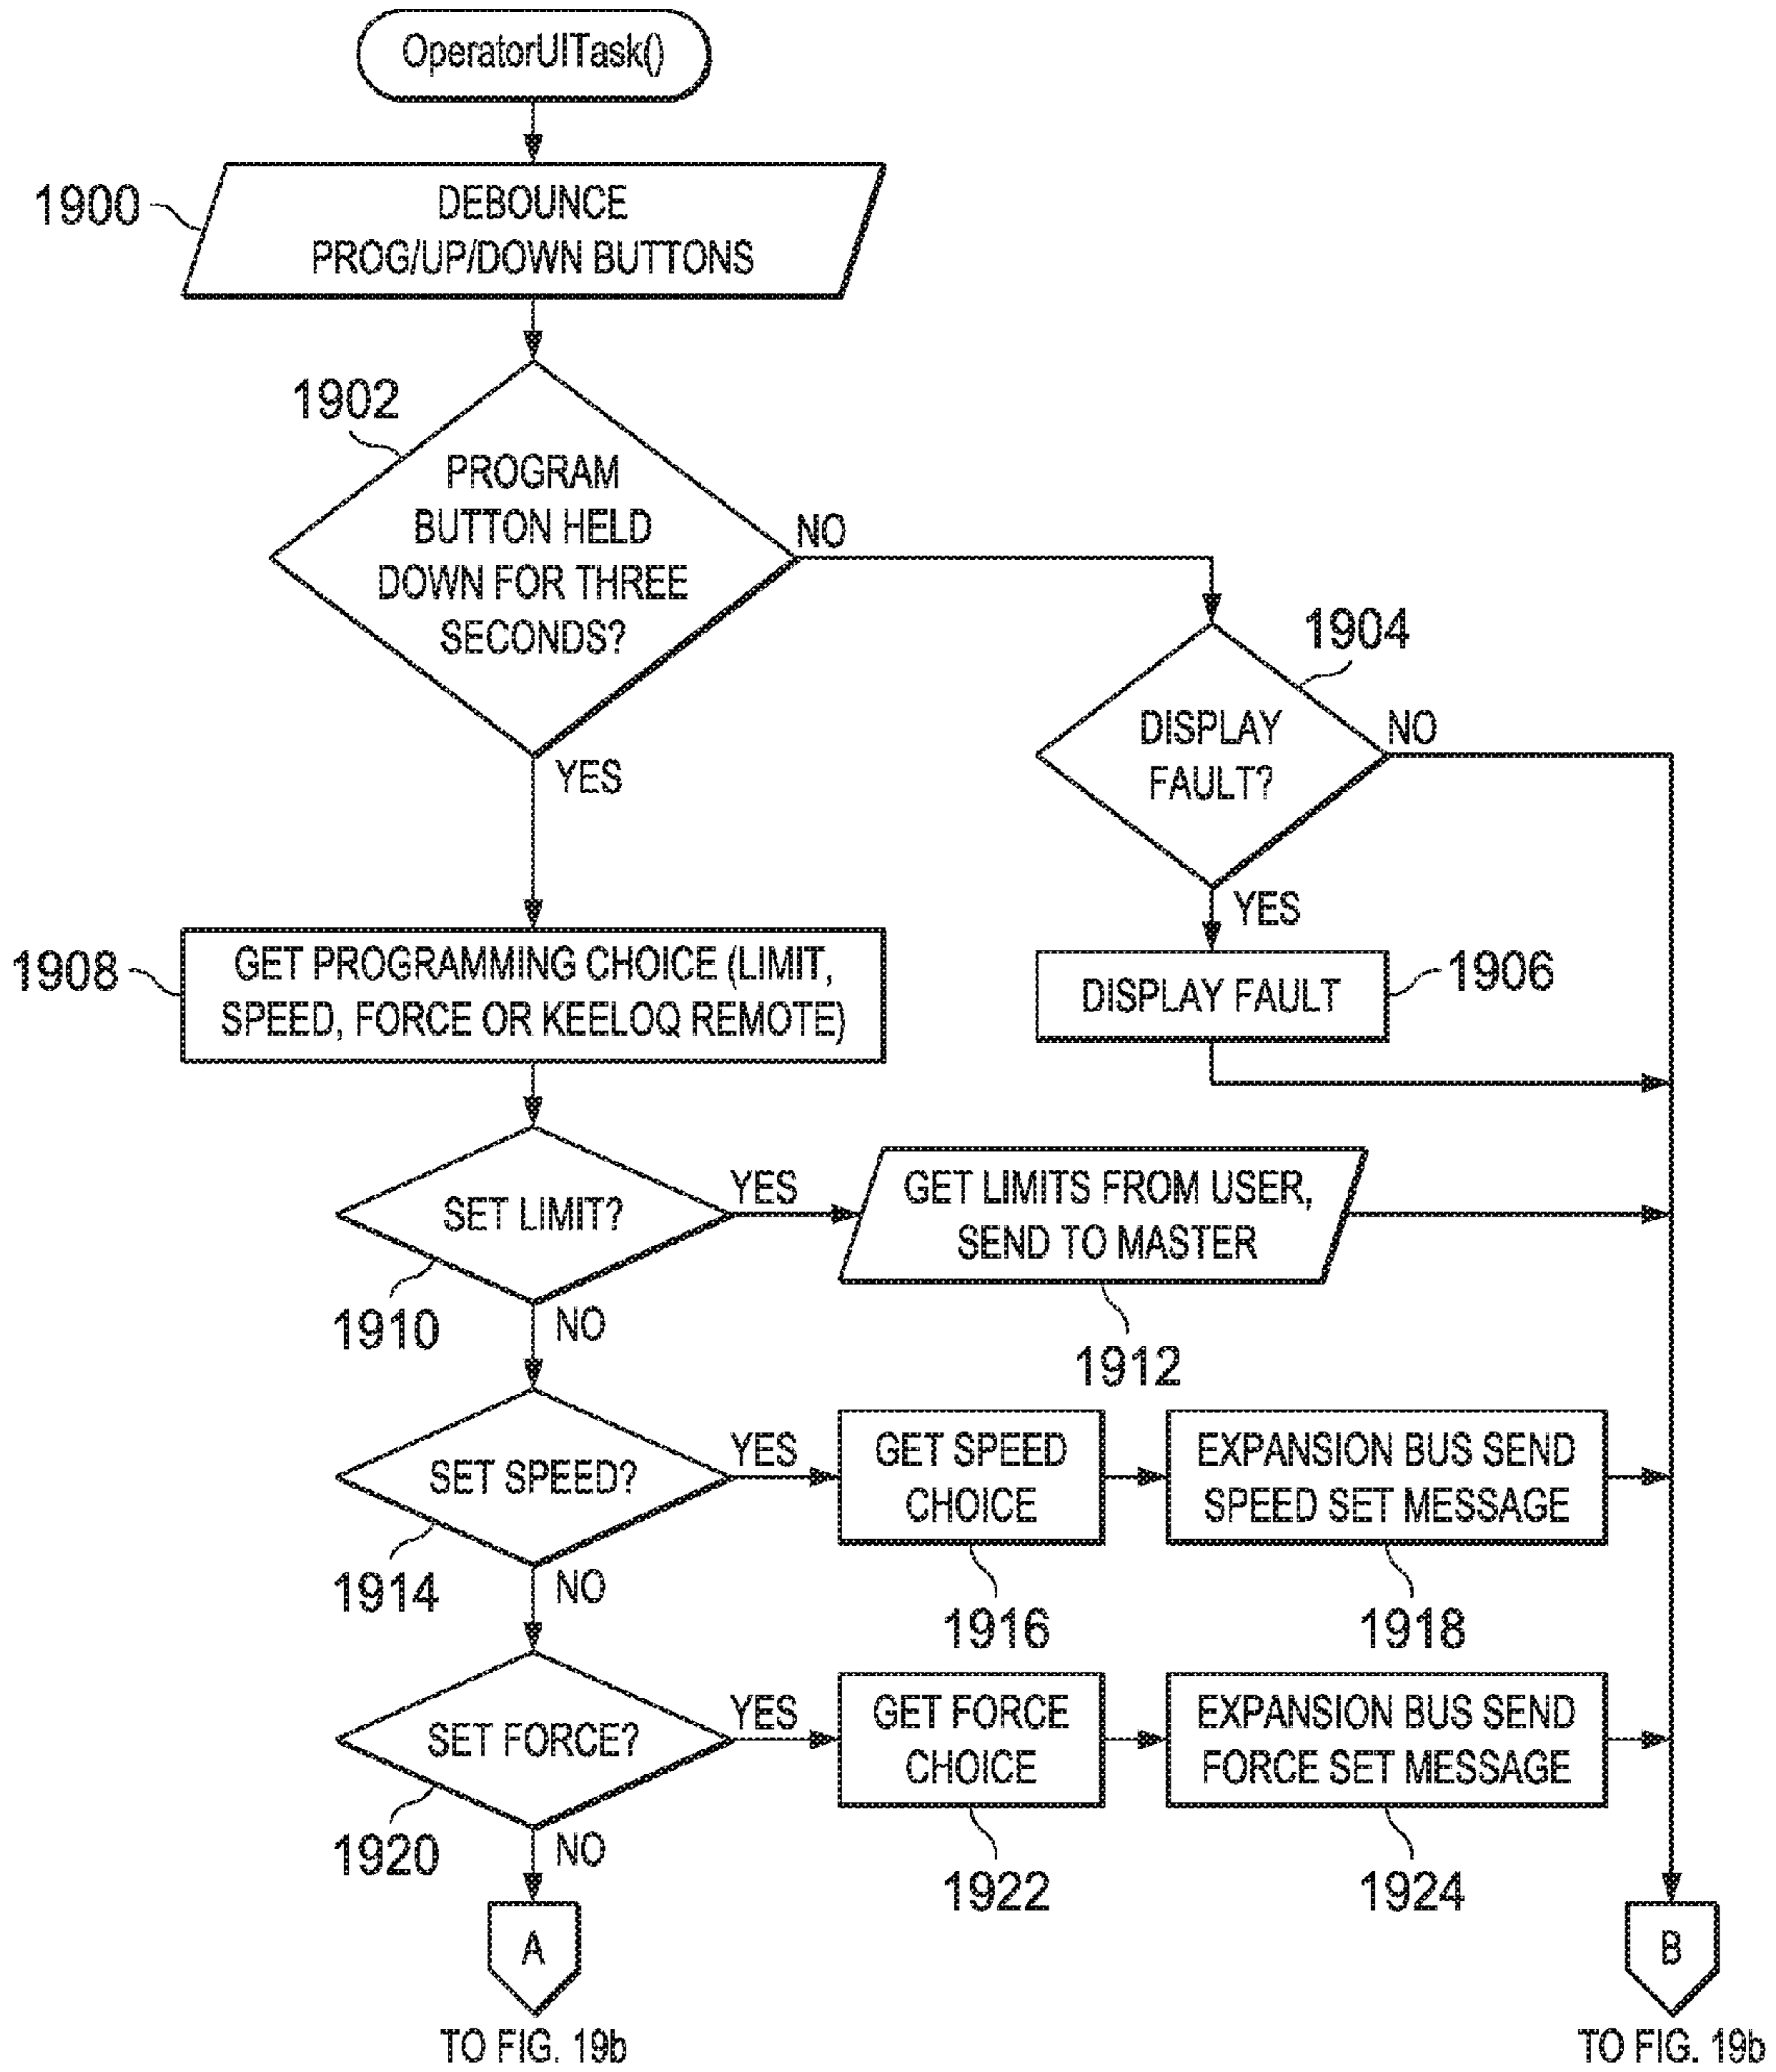 OperatorUITask()
1900
DEBOUNCE
PROG/UP/DOWN BUTTONS
1902
PROGRAM
BUTTON HELD
DOWN FOR THREE
SECONDS?
NO
YES
1904
DISPLAY
FAULT?
NO
YES
1908
GET PROGRAMMING CHOICE (LIMIT,
SPEED, FORCE OR KEELOQ REMOTE)
DISPLAY FAULT
1906
SET LIMIT?
YES
GET LIMITS FROM USER,
SEND TO MASTER
1910
NO
1912
SET SPEED?
YES
GET SPEED
CHOICE
EXPANSION BUS SEND
SPEED SET MESSAGE
1914
NO
1916
1918
SET FORCE?
YES
GET FORCE
CHOICE
EXPANSION BUS SEND
FORCE SET MESSAGE
1920
NO
1922
1924
A
B
TO FIG. 19b
TO FIG. 19b